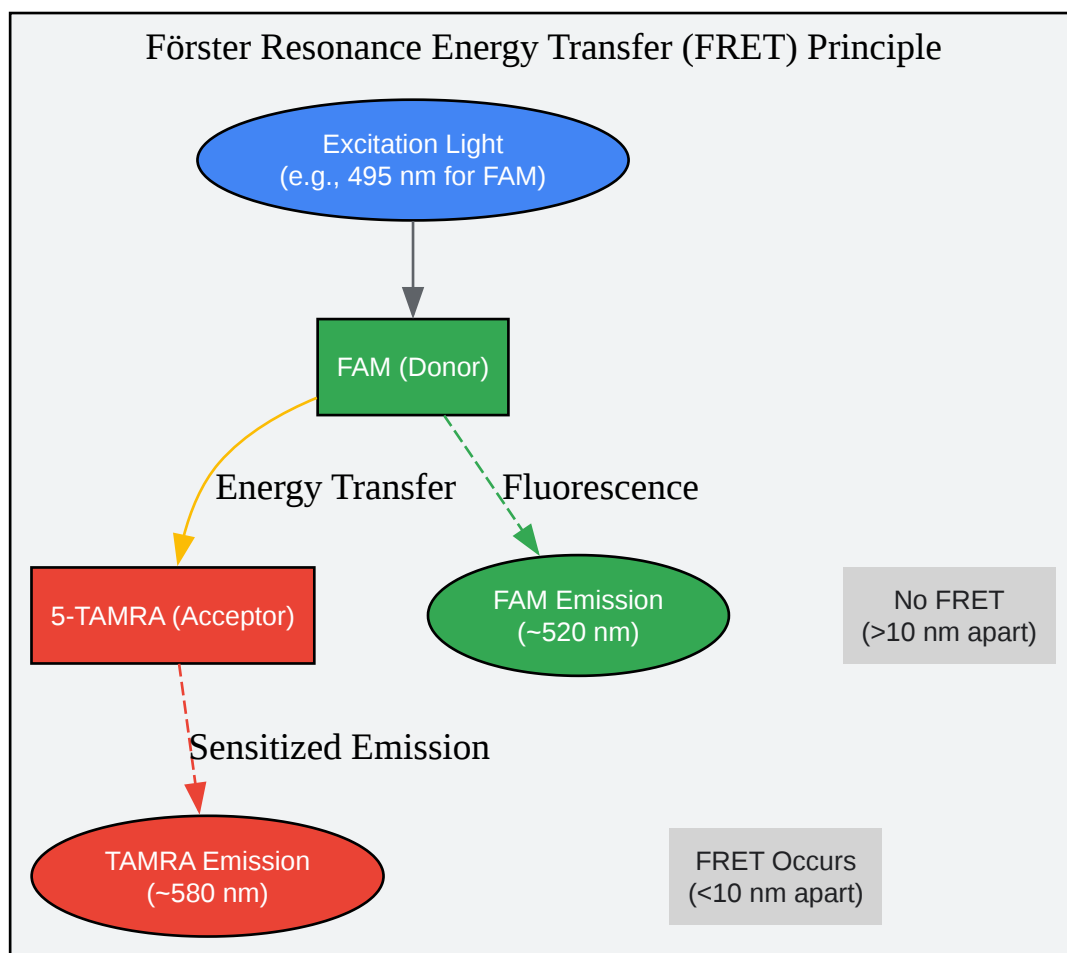 Förster Resonance Energy Transfer (FRET) Principle
Excitation Light
(e.g., 495 nm for FAM)
FAM (Donor)
Energy Transfer
Fluorescence
5-TAMRA (Acceptor)
FAM Emission
(~520 nm)
No FRET
(>10 nm apart)
Sensitized Emission
TAMRA Emission
(~580 nm)
FRET Occurs
(<10 nm apart)